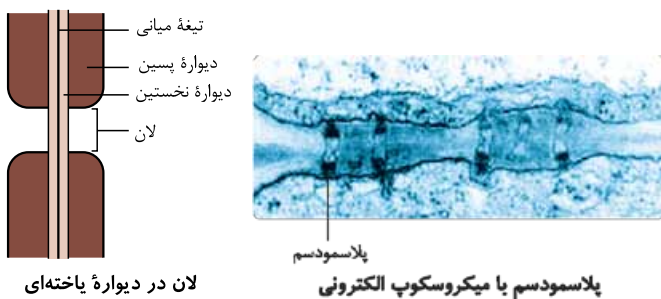 تیغهٔ میانی
دیوارهٔ پسین
دیوارهٔ نخستین
لان
پلاسمودسم
لان در دیوارهٔ یاخته‌ای
پلاسمودسم با میکروسکوپ الکترونی